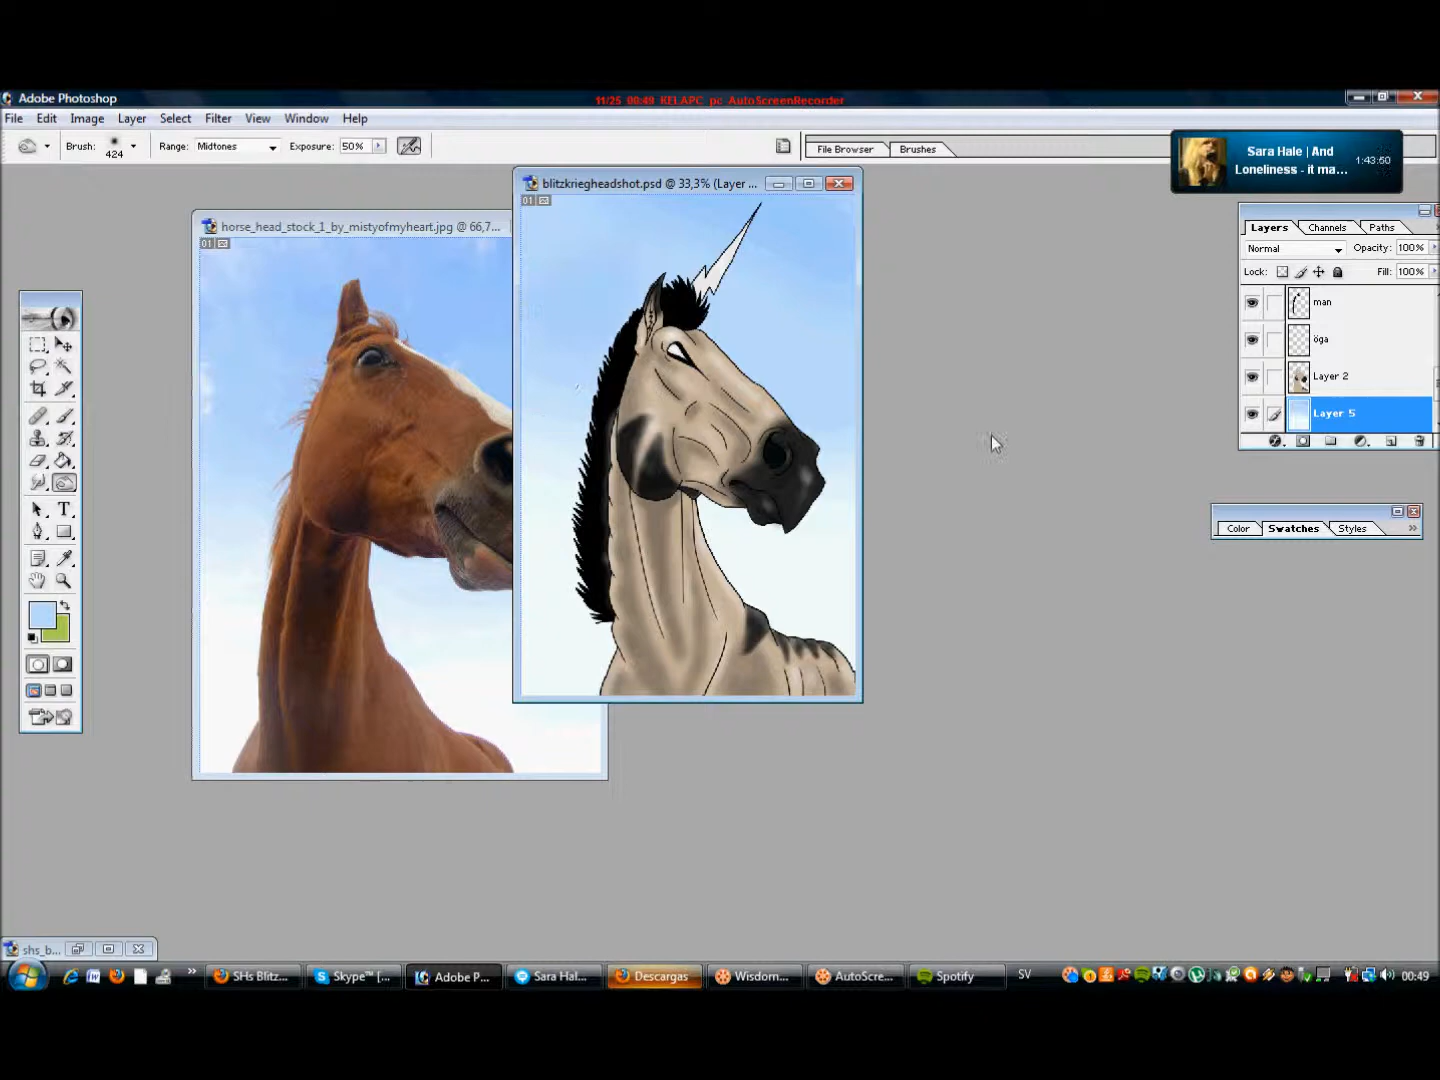 Adobe Photoshop
11/25 00:49 KELAPC pc AutoScreenRecorder
File Edit Image Layer Select Filter View Window Help
Brush: 424 Range: Midtones Exposure: 50%
File Browser Brushes
Sara Hale | And
Loneliness - it ma...
1:43:50
blitzkriegheadshot.psd @ 33,3% (Layer ...
01
horse_head_stock_1_by_mistyofmyheart.jpg @ 66,7...
01
Layers Channels Paths
Normal Opacity: 100%
Lock: Fill: 100%
man
öga
Layer 2
Layer 5
Color Swatches Styles
shs_b...
SHs Blitz... Skype™ [... Adobe P... Sara Hal... Descargas Wisdom... AutoScre... Spotify SV 00:49